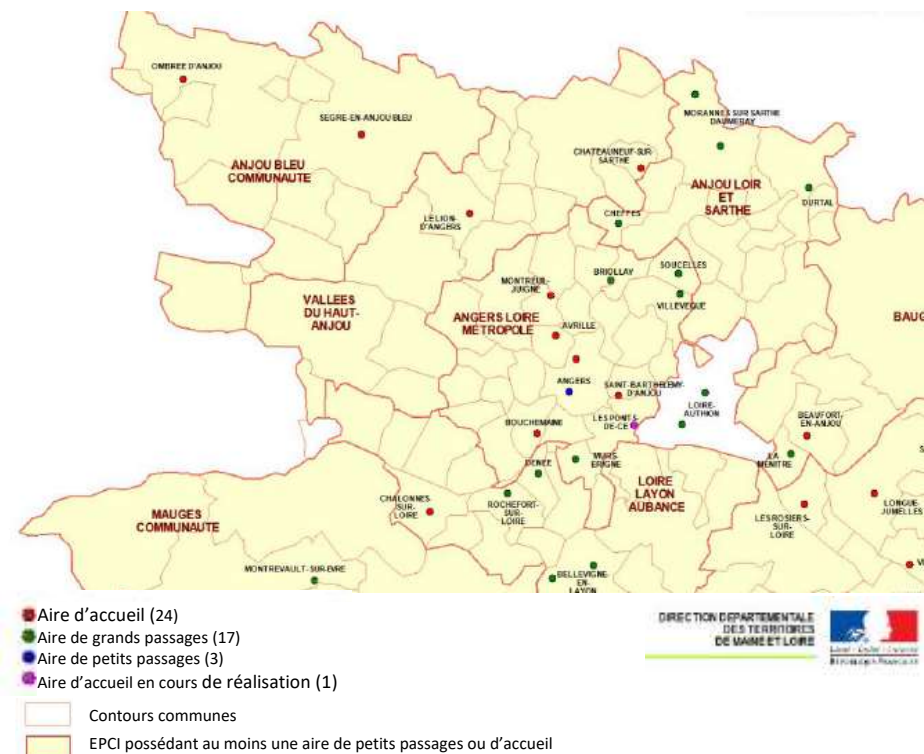 OMBREE D'ANJOU
SEGRE-EN-ANJOU BLEU
MORANNES SUR SARTHE
DAUMERAY
CHATEAUNEUF-SUR-
SARTHE
ANJOU BLEU
COMMUNAUTE
ANJOU LOIR
ET
SARTHE
DURTAL
LE LION-
D'ANGERS
CHEFFES
BRIOLLAY
SOUCELLES
MONTREUIL-
JUIGNE
VILLEVEQUE
VALLEES
DU HAUT-
ANJOU
ANGERS LOIRE
METROPOLE
AVRILLE
BAUG
ANGERS
SAINT-BARTHELEMY-
D'ANJOU
LOIRE-
AUTHION
BEAUFORT-
EN-ANJOU
BOUCHEMAINE
LES PONTS-
DE-CE
LA
MENITRE
DENEE
MURS-
ERIGNE
LOIRE
LAYON
AUBANCE
MAUGES
COMMUNAUTE
CHALONNES
SUR-
LOIRE
ROCHEFORT-
SUR-
LOIRE
LES ROSIERS-
SUR-
LOIRE
LONGUE-
JUMELLES
MONTREVAULT-SUR-EVRE
BELLEVIGNE-
EN-
LAYON
Aire d'accueil (24)
Aire de grands passages (17)
Aire de petits passages (3)
Aire d'accueil en cours de réalisation (1)
Contours communes
EPCI possédant au moins une aire de petits passages ou d'accueil
DIRECTION DEPARTEMENTALE
DES TERRITOIRES
DE MAINE ET LOIRE